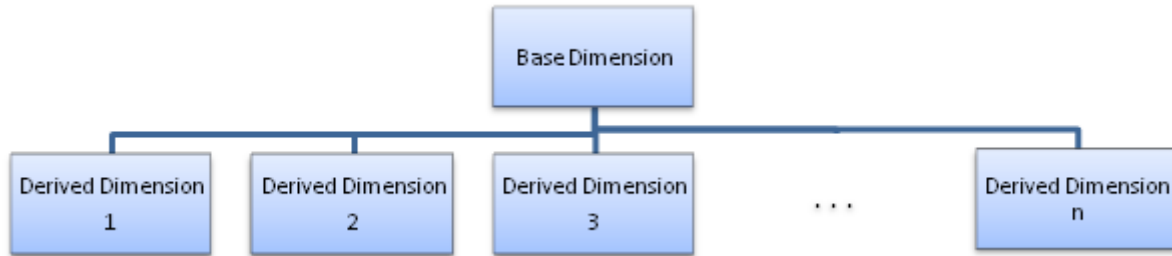 Base Dimension
Derived Dimension
1
Derived Dimension
2
Derived Dimension
3
. . .
Derived Dimension
n